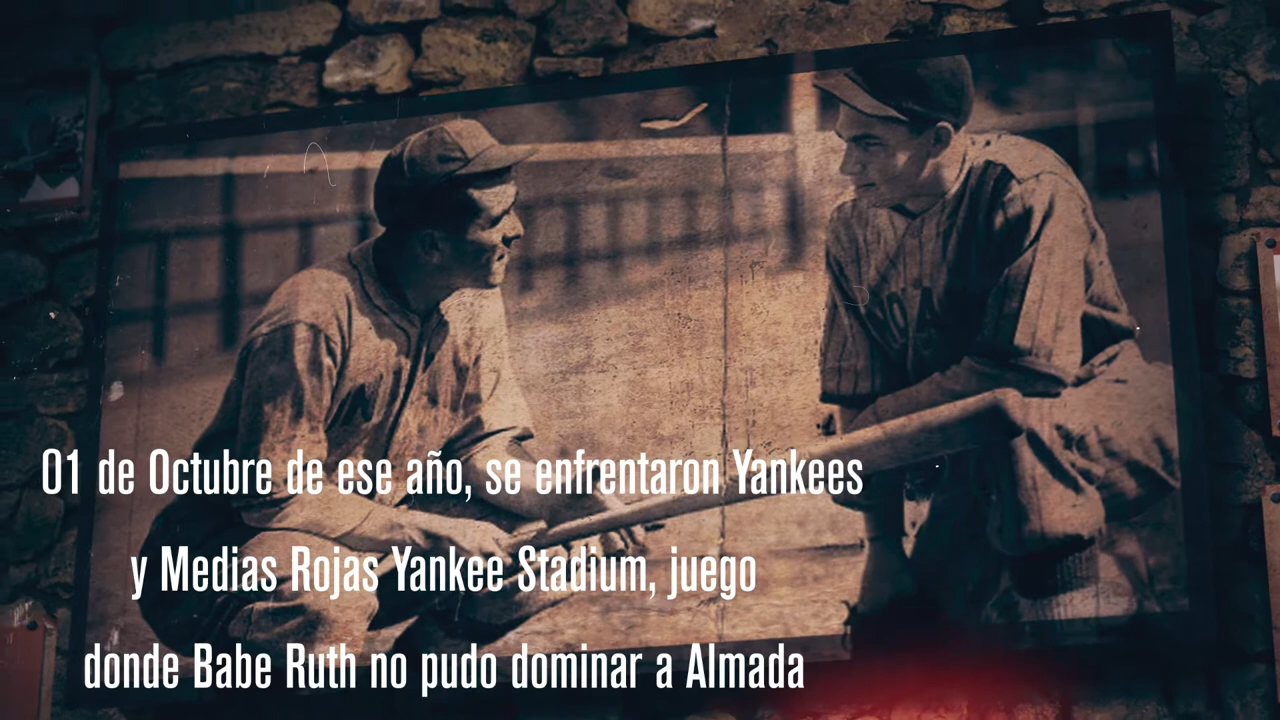 01 de Octubre de ese año, se enfrentaron Yankees
y Medias Rojas Yankee Stadium, juego
donde Babe Ruth no pudo dominar a Almada